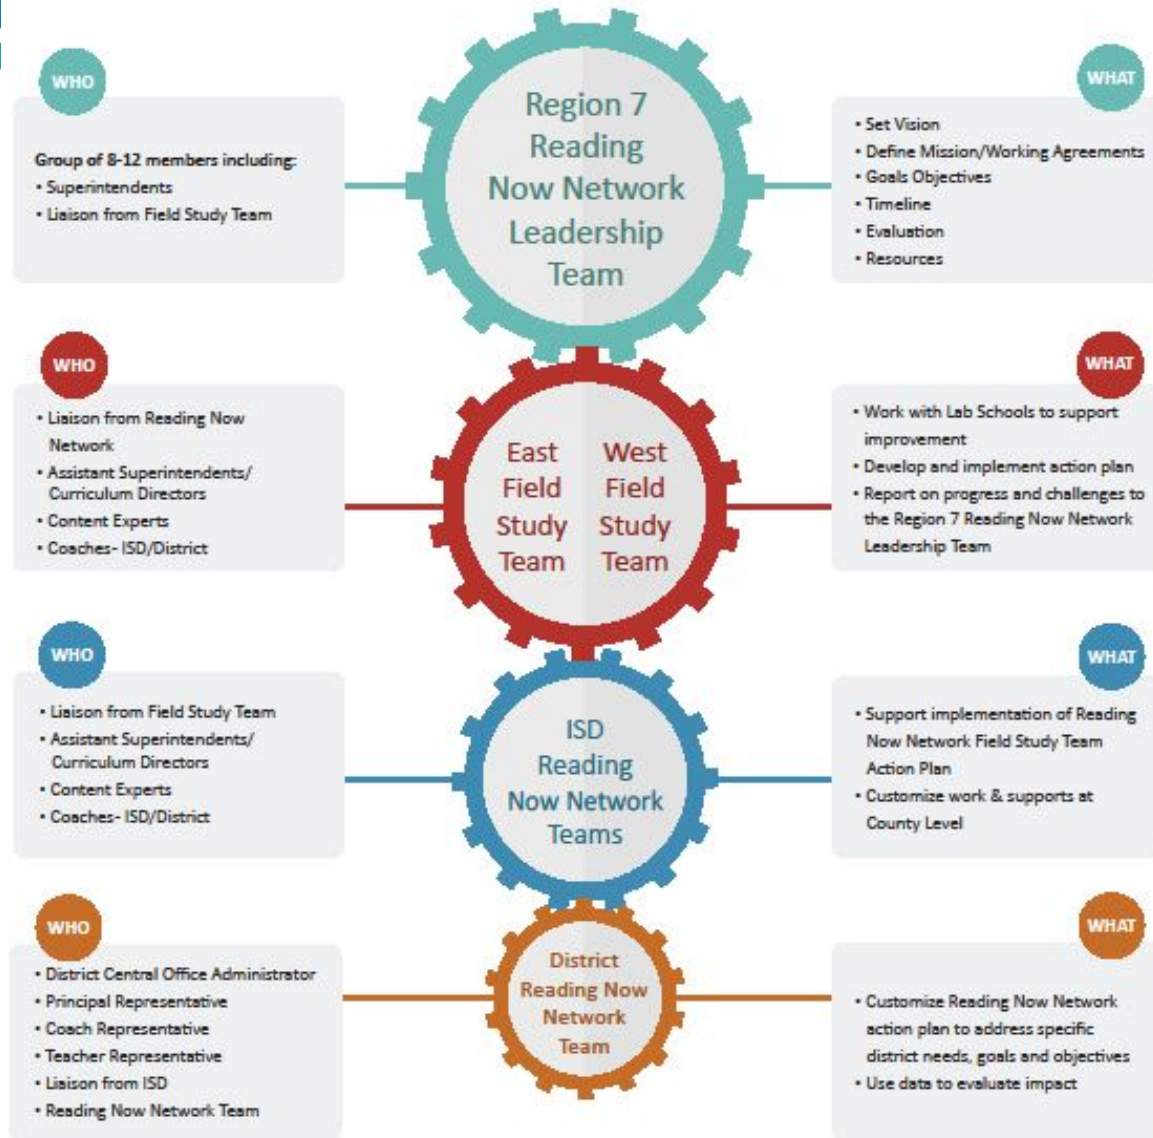 WHO
Group of 8-12 members including:
• Superintendents
• Liaison from Field Study Team
Region 7
Reading
Now Network
Leadership
Team
WHAT
• Set Vision
• Define Mission/Working Agreements
• Goals Objectives
• Timeline
• Evaluation
• Resources
WHO
• Liaison from Reading Now
Network
• Assistant Superintendents/
Curriculum Directors
• Content Experts
• Coaches- ISD/District
East
Field
Study
Team
West
Field
Study
Team
WHAT
• Work with Lab Schools to support
improvement
• Develop and implement action plan
• Report on progress and challenges to
the Region 7 Reading Now Network
Leadership Team
WHO
• Liaison from Field Study Team
• Assistant Superintendents/
Curriculum Directors
• Content Experts
• Coaches- ISD/District
ISD
Reading
Now Network
Teams
WHAT
• Support implementation of Reading
Now Network Field Study Team
Action Plan
• Customize work & supports at
County Level
WHO
• District Central Office Administrator
• Principal Representative
• Coach Representative
• Teacher Representative
• Liaison from ISD
• Reading Now Network Team
District
Reading Now
Network
Team
WHAT
• Customize Reading Now Network
action plan to address specific
district needs, goals and objectives
• Use data to evaluate impact